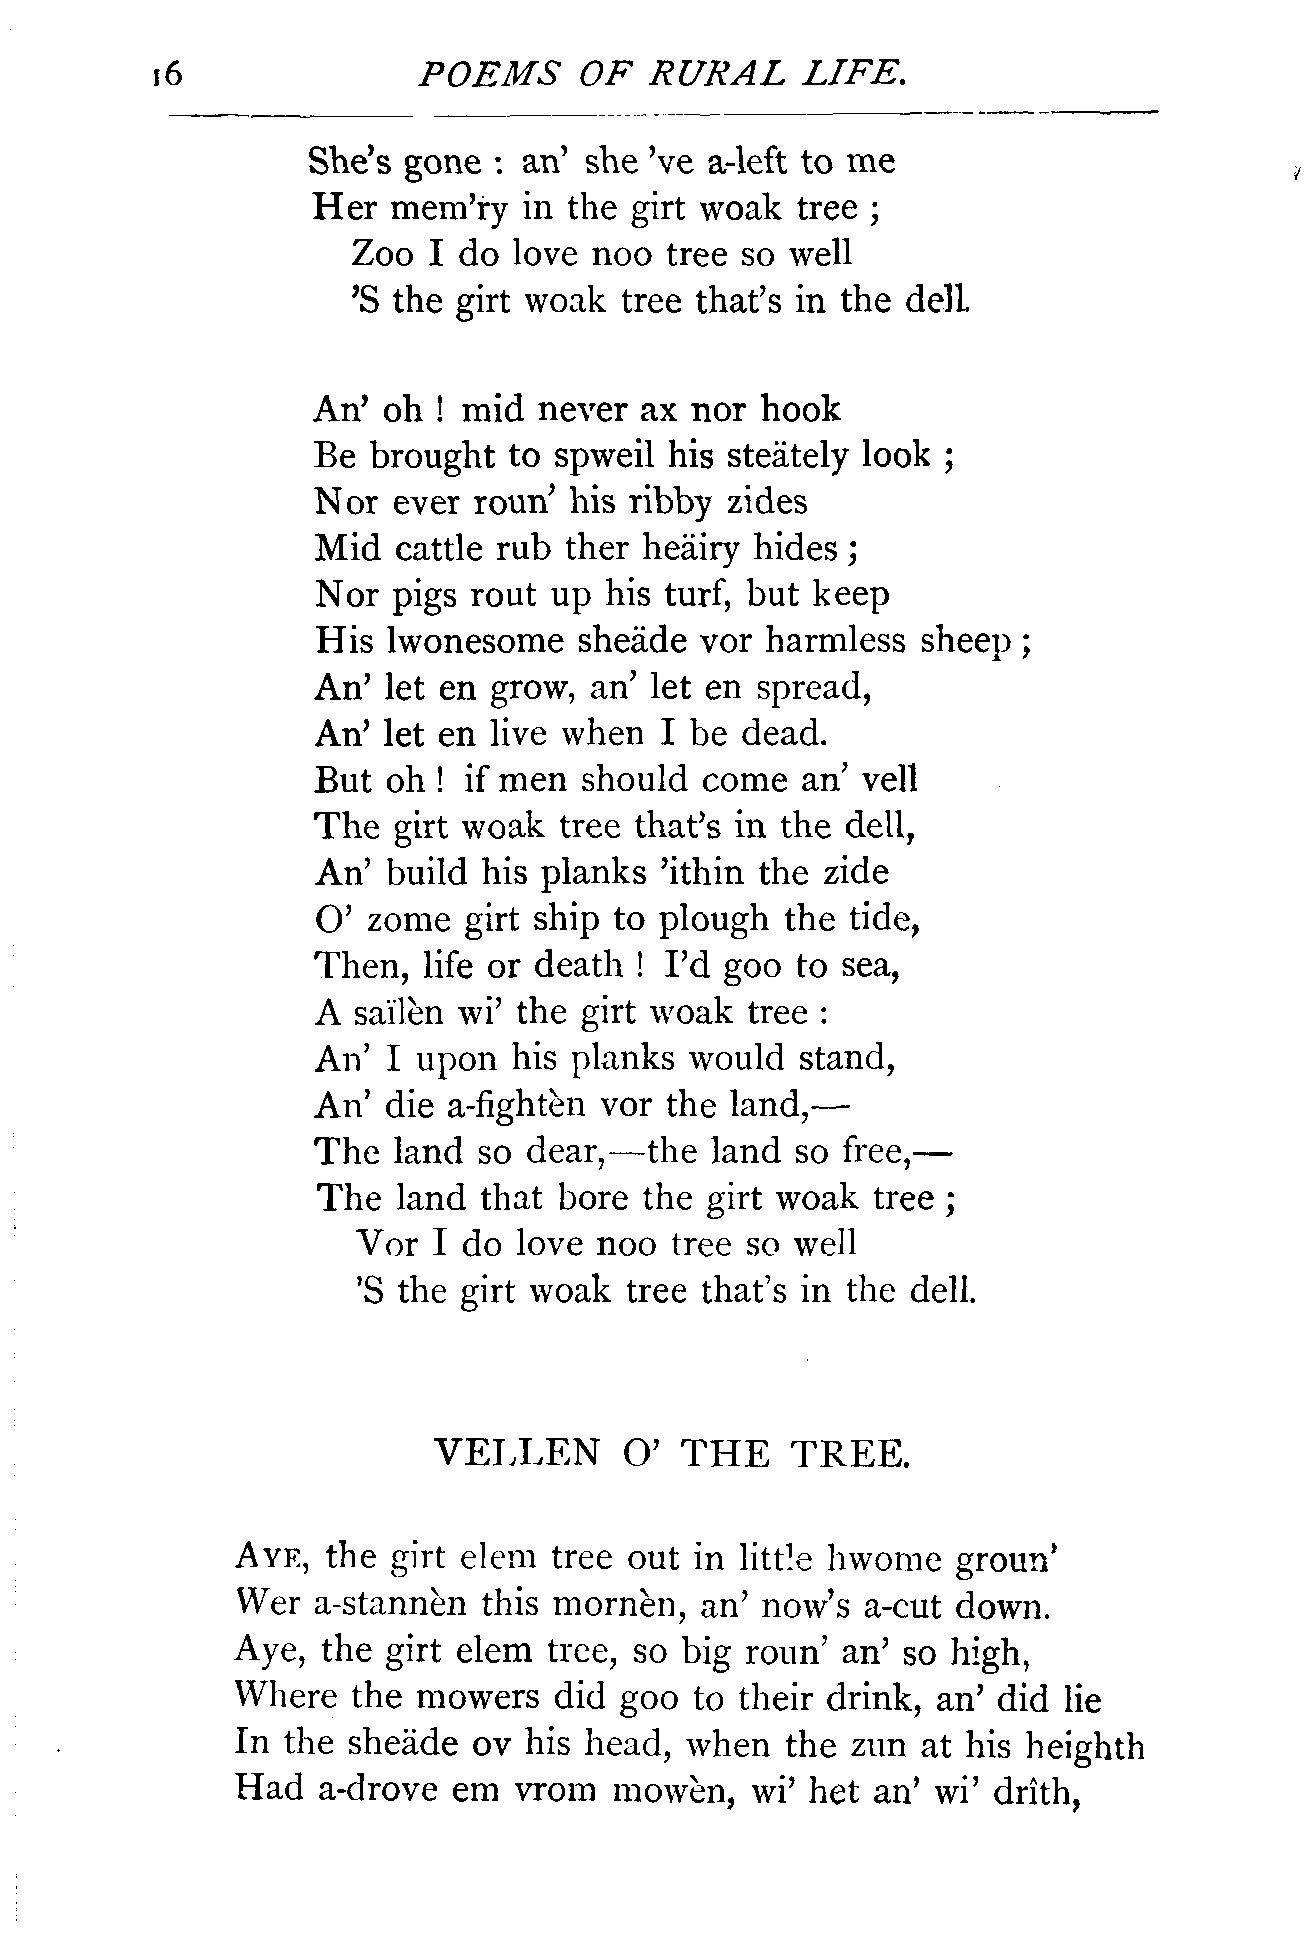 16 POEMS OF RURAL LIFE.
She's gone : an' she 've a-left to me
Her mem'ry in the girt woak tree ;
Zoo I do love noo tree so well
'S the girt woak tree that's in the dell.
An' oh ! mid never ax nor hook
Be brought to spweil his steätely look ;
Nor ever roun' his ribby zides
Mid cattle rub ther heäiry hides ;
Nor pigs rout up his turf, but keep
His lwonesome sheäde vor harmless sheep ;
An' let en grow, an' let en spread,
An' let en live when I be dead.
But oh ! if men should come an' vell
The girt woak tree that's in the dell,
An' build his planks 'ithin the zide
O' zome girt ship to plough the tide,
Then, life or death ! I'd goo to sea,
A saïlèn wi' the girt woak tree :
An' I upon his planks would stand,
An' die a-fightèn vor the land,—
The land so dear,—the land so free,—
The land that bore the girt woak tree ;
Vor I do love noo tree so well
'S the girt woak tree that's in the dell.
VELLEN O' THE TREE.
AYE, the girt elem tree out in little hwome groun'
Wer a-stannèn this mornèn, an' now's a-cut down.
Aye, the girt elem tree, so big roun' an' so high,
Where the mowers did goo to their drink, an' did lie
In the sheäde ov his head, when the zun at his heighth
Had a-drove em vrom mowèn, wi' het an' wi' drîth,